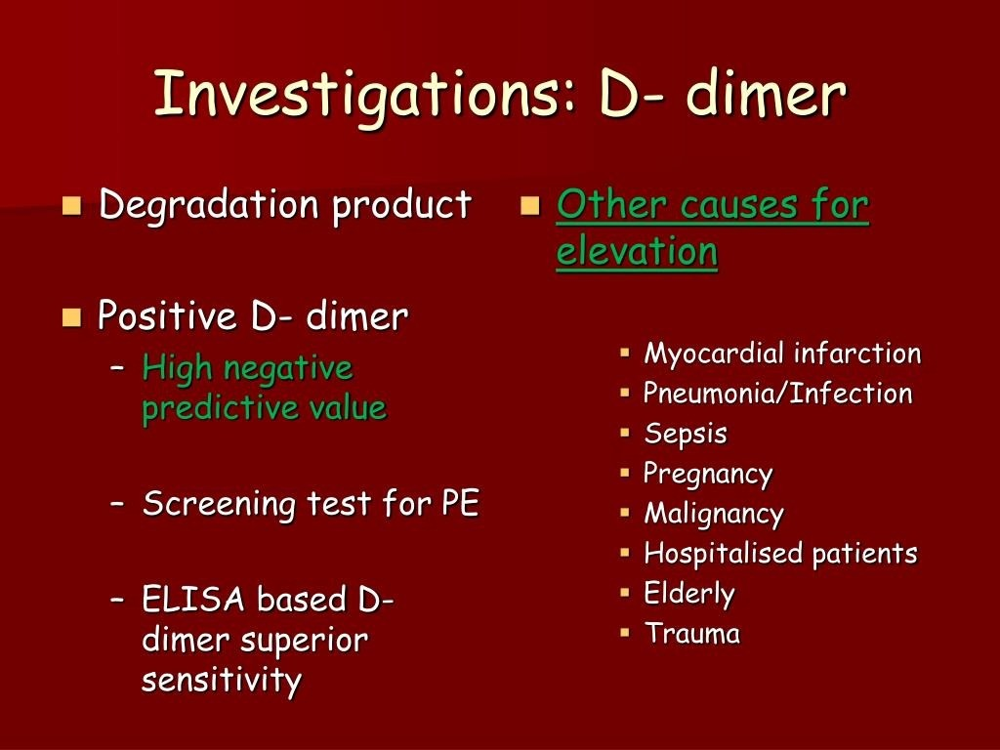 Investigations: D- dimer
Degradation product
Positive D- dimer
– High negative
predictive value
– Screening test for PE
– ELISA based D-
dimer superior
sensitivity
Other causes for
elevation
Myocardial infarction
Pneumonia/Infection
Sepsis
Pregnancy
Malignancy
Hospitalised patients
Elderly
Trauma